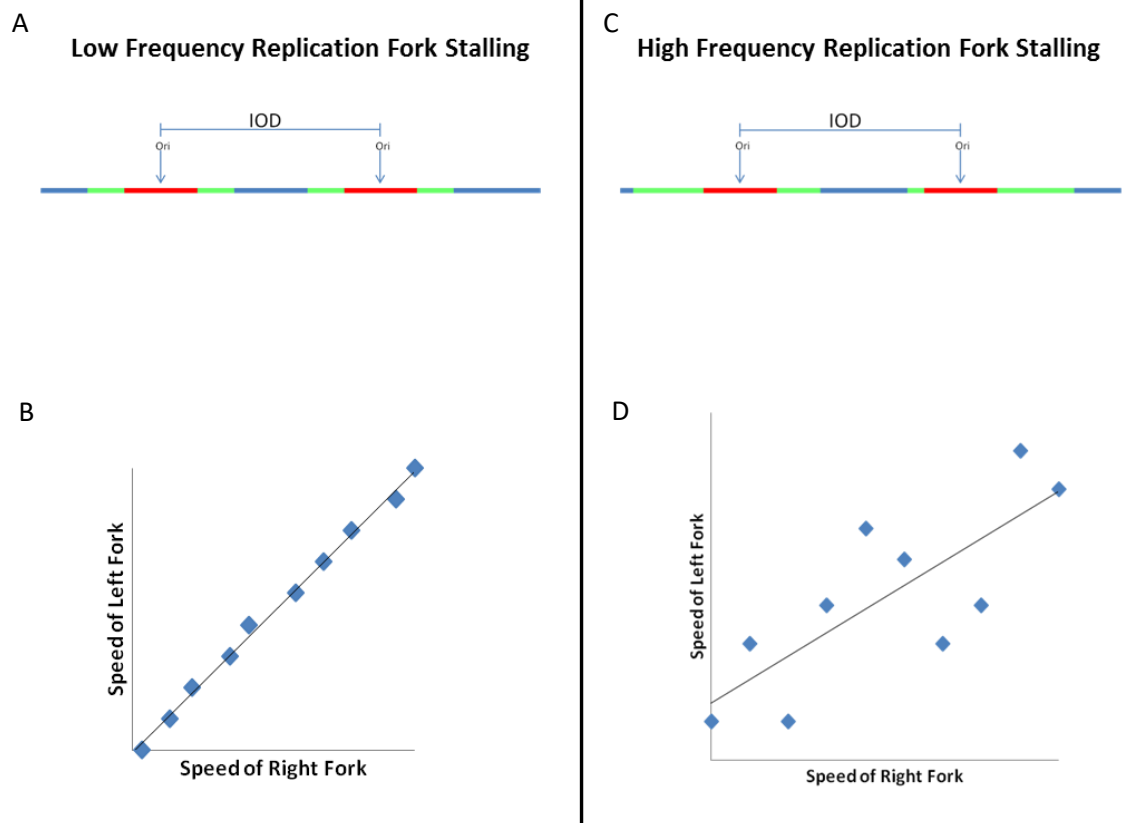 A
Low Frequency Replication Fork Stalling
IOD
Ori
Ori
B
Speed of Left Fork
Speed of Right Fork
C
High Frequency Replication Fork Stalling
IOD
Ori
Ori
D
Speed of Left Fork
Speed of Right Fork